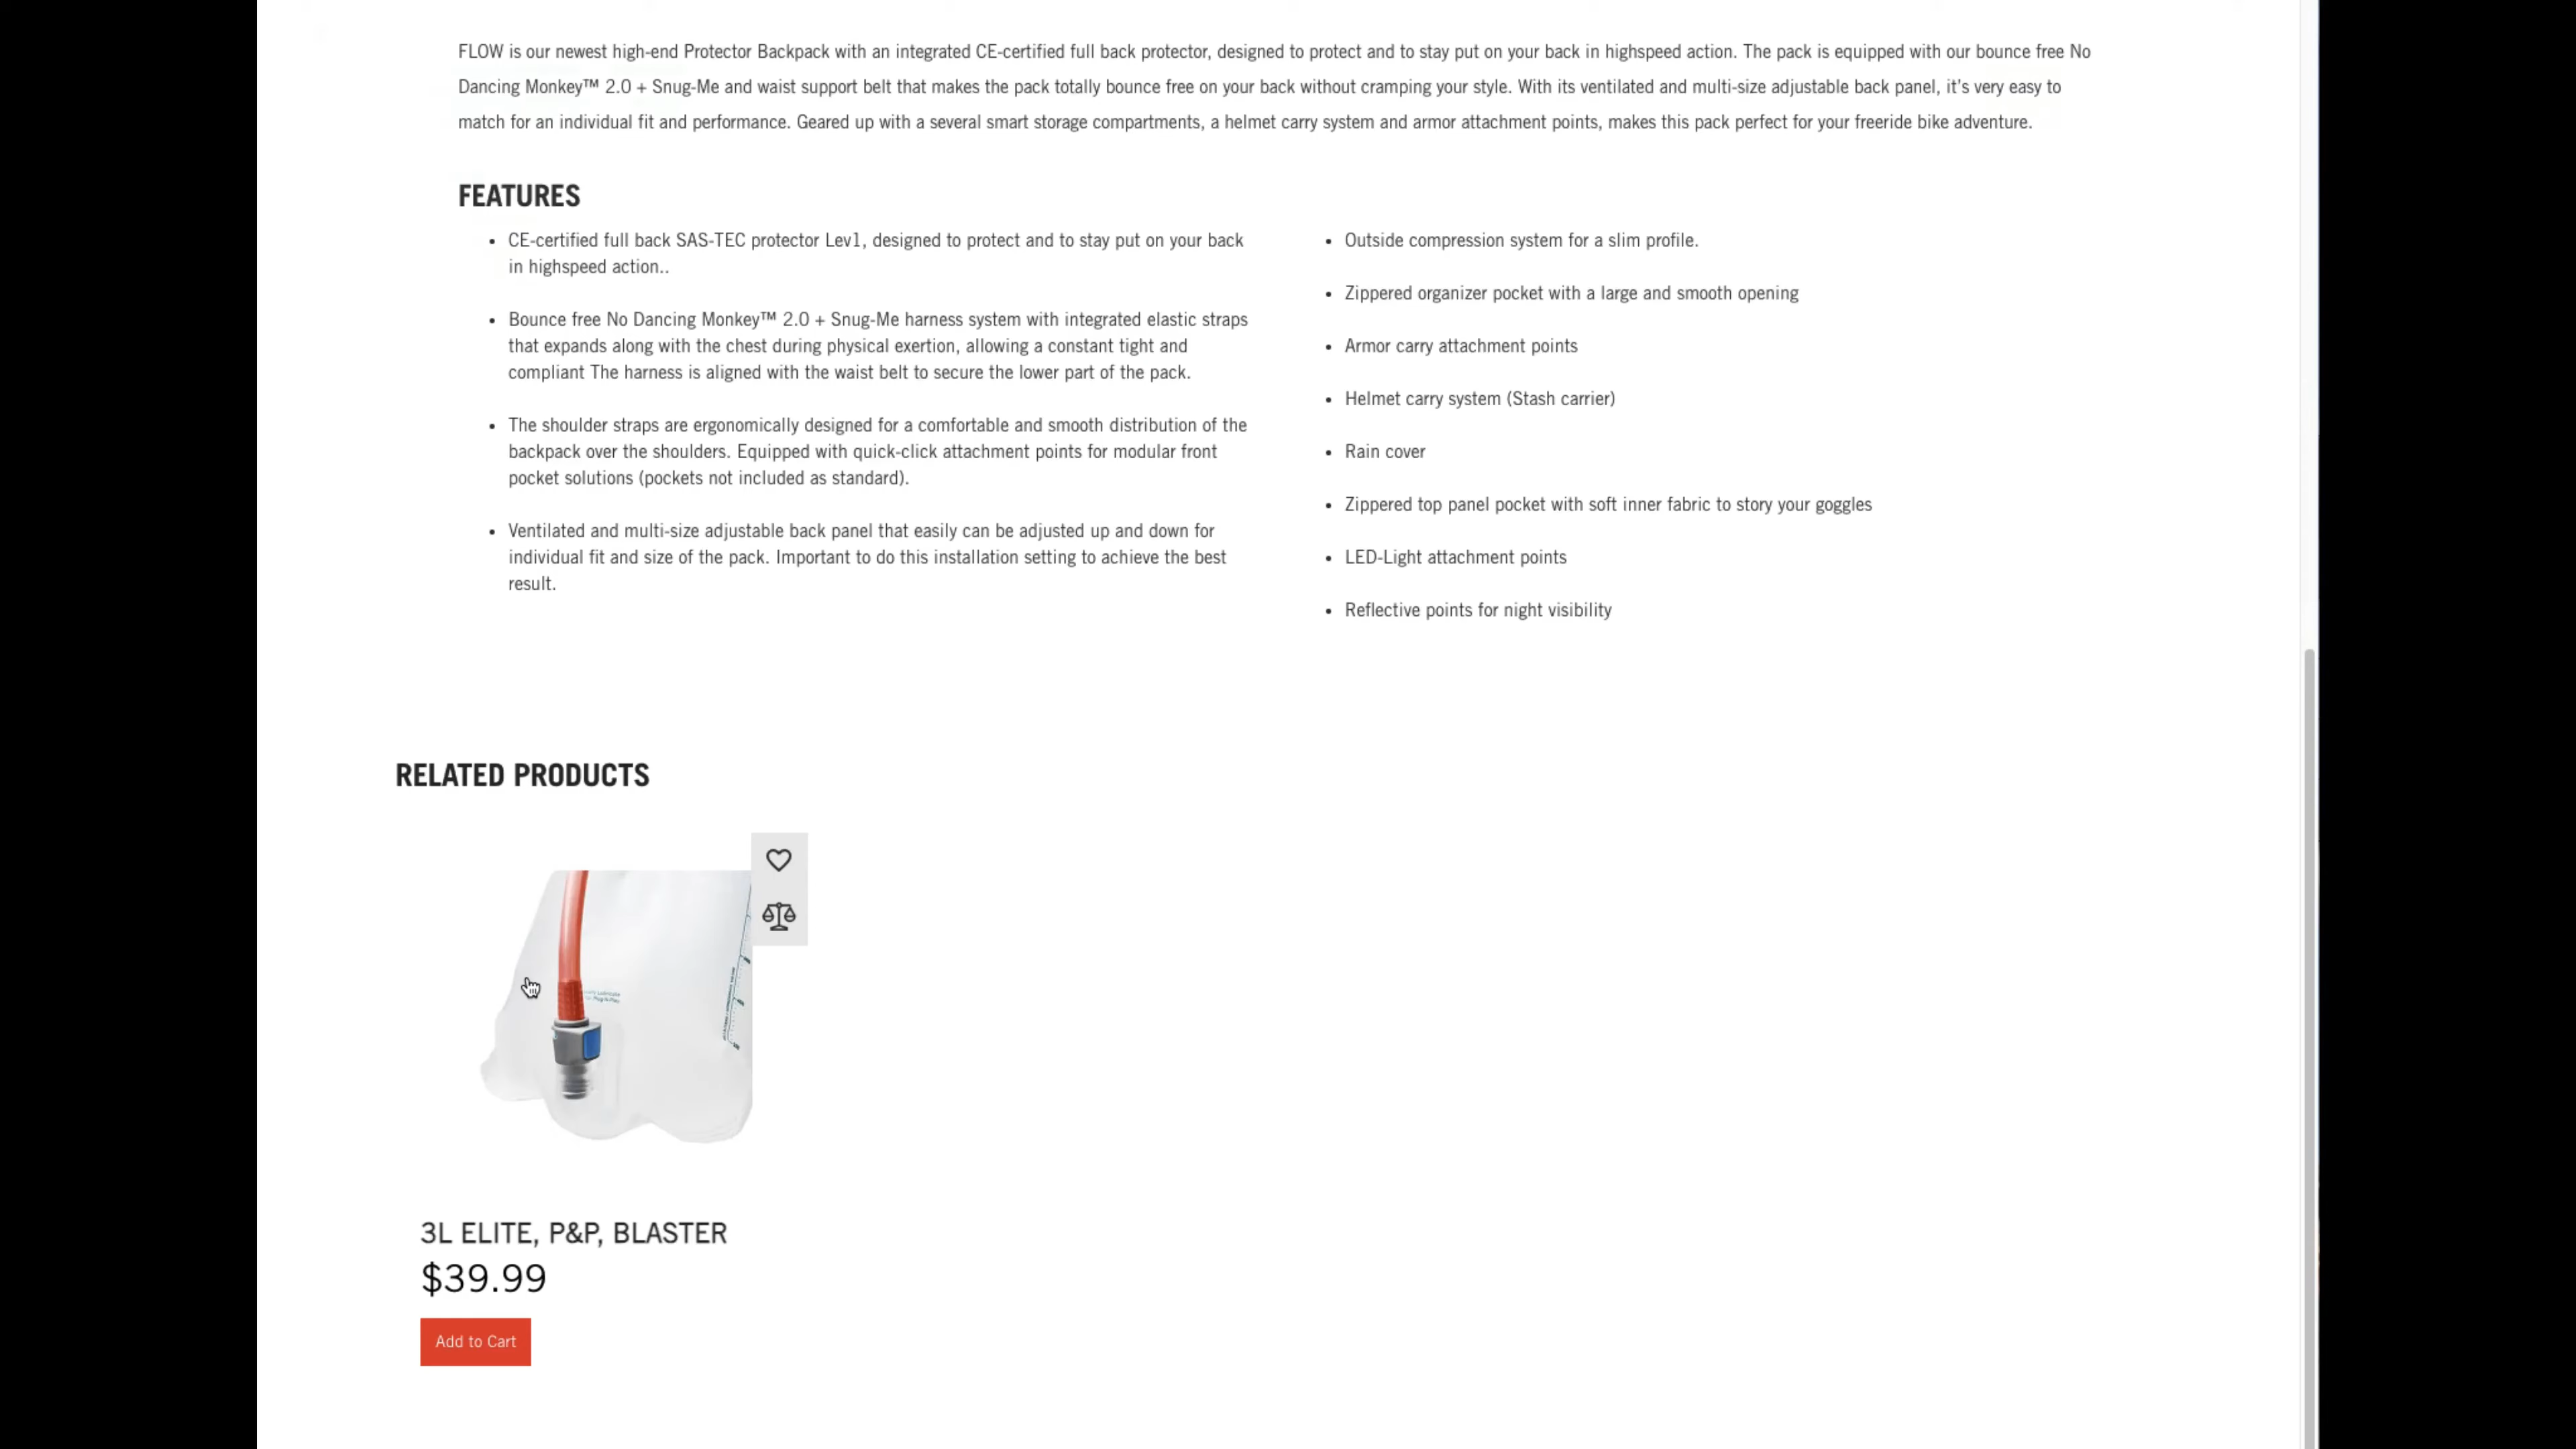 FLOW is our newest high-end Protector Backpack with an integrated CE-certified full back protector, designed to protect and to stay put on your back in highspeed action. The pack is equipped with our bounce free No
Dancing Monkey™ 2.0 + Snug-Me and waist support belt that makes the pack totally bounce free on your back without cramping your style. With its ventilated and multi-size adjustable back panel, it's very easy to
match for an individual fit and performance. Geared up with a several smart storage compartments, a helmet carry system and armor attachment points, makes this pack perfect for your freeride bike adventure.
FEATURES
• CE-certified full back SAS-TEC protector Lev1, designed to protect and to stay put on your back
in highspeed action..
• Bounce free No Dancing Monkey™ 2.0 + Snug-Me harness system with integrated elastic straps
that expands along with the chest during physical exertion, allowing a constant tight and
compliant The harness is aligned with the waist belt to secure the lower part of the pack.
• The shoulder straps are ergonomically designed for a comfortable and smooth distribution of the
backpack over the shoulders. Equipped with quick-click attachment points for modular front
pocket solutions (pockets not included as standard).
• Ventilated and multi-size adjustable back panel that easily can be adjusted up and down for
individual fit and size of the pack. Important to do this installation setting to achieve the best
result.
• Outside compression system for a slim profile.
• Zippered organizer pocket with a large and smooth opening
• Armor carry attachment points
• Helmet carry system (Stash carrier)
• Rain cover
• Zippered top panel pocket with soft inner fabric to story your goggles
• LED-Light attachment points
• Reflective points for night visibility
RELATED PRODUCTS
3L ELITE, P&P, BLASTER
$39.99
Add to Cart